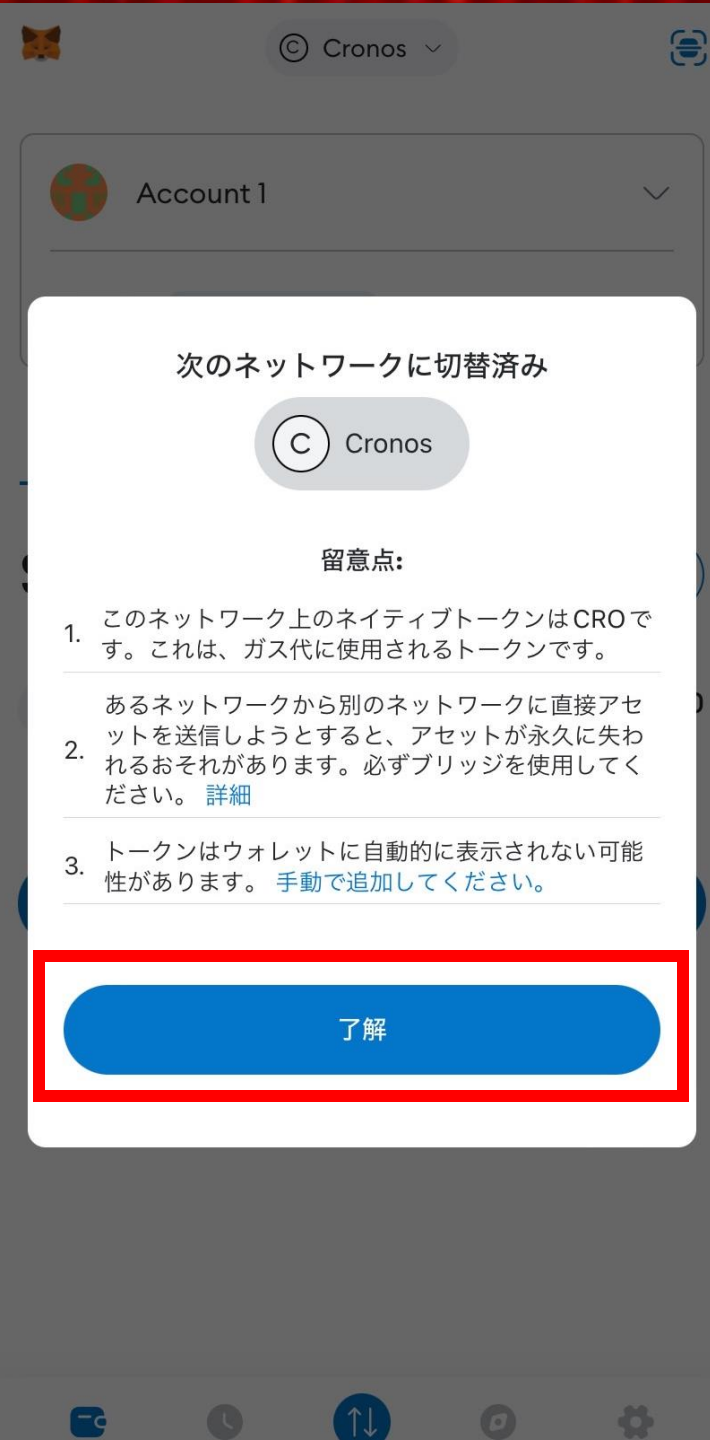 Cronos
Account 1
次のネットワークに切替済み
C Cronos
留意点:
1. このネットワーク上のネイティブトークンはCROで
す。これは、ガス代に使用されるトークンです。
2. あるネットワークから別のネットワークに直接アセ
ットを送信しようとすると、アセットが永久に失わ
れるおそれがあります。必ずブリッジを使用してく
ださい。 詳細
3. トークンはウォレットに自動的に表示されない可能
性があります。 手動で追加してください。
了解